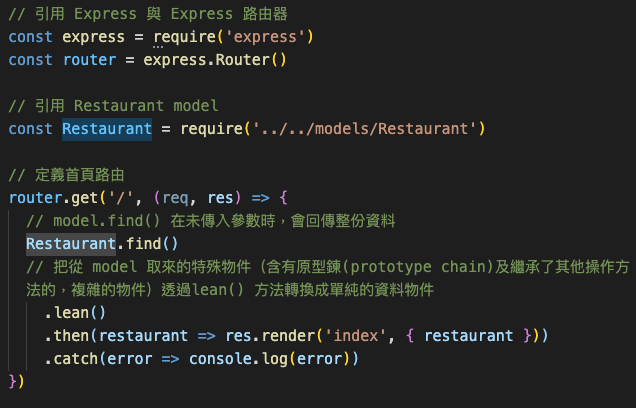 // 引用 Express 與 Express 路由器
const express = require('express')
const router = express.Router()
// 引用 Restaurant model
const Restaurant = require('../../models/Restaurant')
// 定義首頁路由
router.get('/', (req, res) => {
// model.find() 在未傳入參數時，會回傳整份資料
Restaurant.find()
// 把從 model 取來的特殊物件 (含有原型鍊(prototype chain)及繼承了其他操作方
法的，複雜的物件) 透過lean() 方法轉換成單純的資料物件
.lean()
.then(restaurant => res.render('index', { restaurant }))
.catch(error => console.log(error))
})